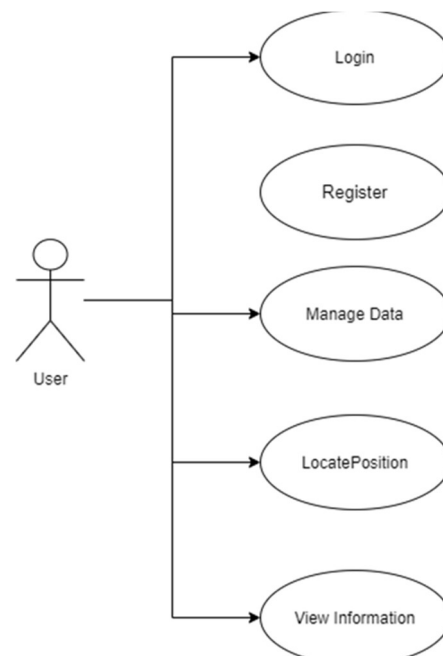 Login
Register
Manage Data
User
LocatePosition
View Information